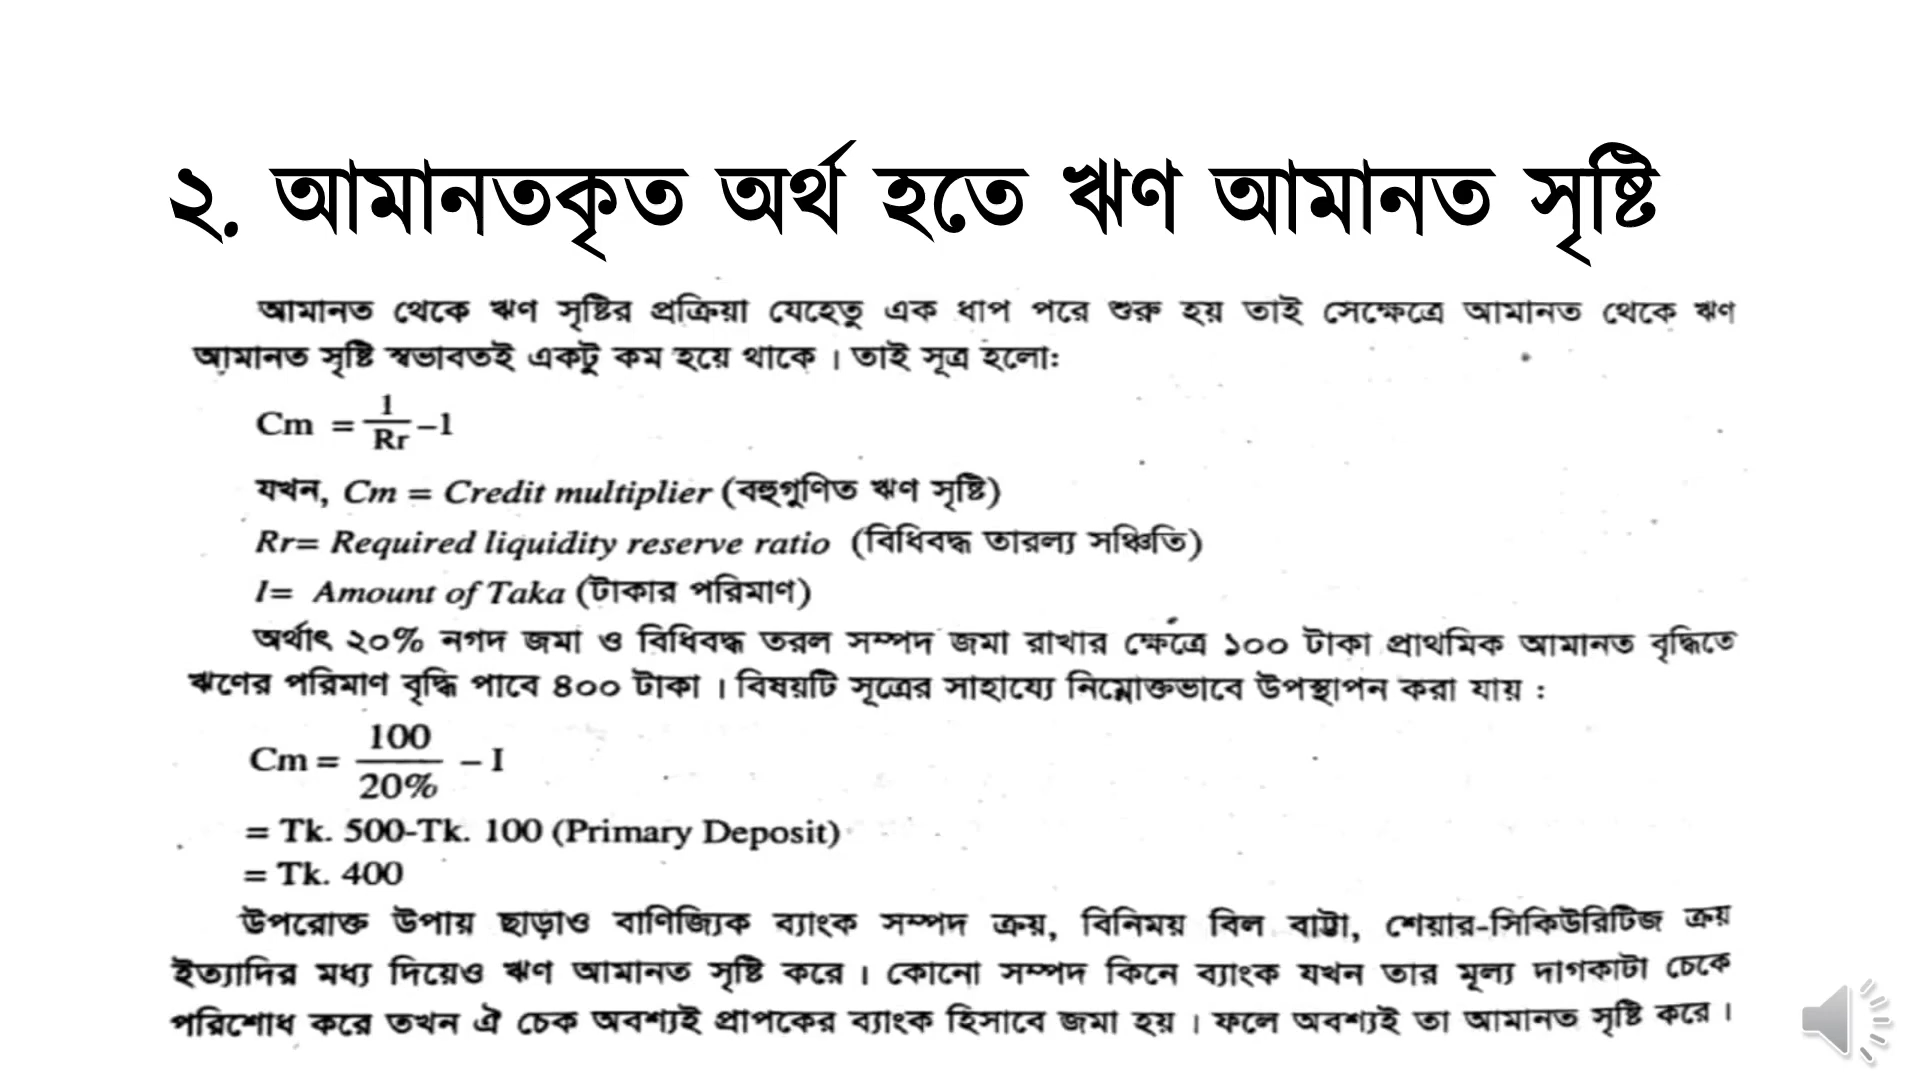 ২. আমানতকৃত অর্থ হতে ঋণ আমানত সৃষ্টি
আমানত থেকে ঋণ সৃষ্টির প্রক্রিয়া যেহেতু এক ধাপ পরে শুরু হয় তাই সেক্ষেত্রে আমানত থেকে ঋণ
আমানত সৃষ্টি স্বভাবতই একটু কম হয়ে থাকে । তাই সূত্র হলোঃ
Cm = 1/Rr –1
যখন, Cm = Credit multiplier (বহুগুণিত ঋণ সৃষ্টি)
Rr= Required liquidity reserve ratio (বিধিবদ্ধ তারল্য সঞ্চিতি)
I= Amount of Taka (টাকার পরিমাণ)
অর্থাৎ ২০% নগদ জমা ও বিধিবদ্ধ তরল সম্পদ জমা রাখার ক্ষেত্রে ১০০ টাকা প্রাথমিক আমানত বৃদ্ধিতে
ঋণের পরিমাণ বৃদ্ধি পাবে ৪০০ টাকা । বিষয়টি সূত্রের সাহায্যে নিম্নোক্তভাবে উপস্থাপন করা যায় :
Cm = 100/20% – I
= Tk. 500-Tk. 100 (Primary Deposit)
= Tk. 400
উপরোক্ত উপায় ছাড়াও বাণিজ্যিক ব্যাংক সম্পদ ক্রয়, বিনিময় বিল বাট্টা, শেয়ার-সিকিউরিটিজ ক্রয়
ইত্যাদির মধ্য দিয়েও ঋণ আমানত সৃষ্টি করে । কোনো সম্পদ কিনে ব্যাংক যখন তার মূল্য দাগকাটা চেকে
পরিশোধ করে তখন ঐ চেক অবশ্যই প্রাপকের ব্যাংক হিসাবে জমা হয় । ফলে অবশ্যই তা আমানত সৃষ্টি করে ।